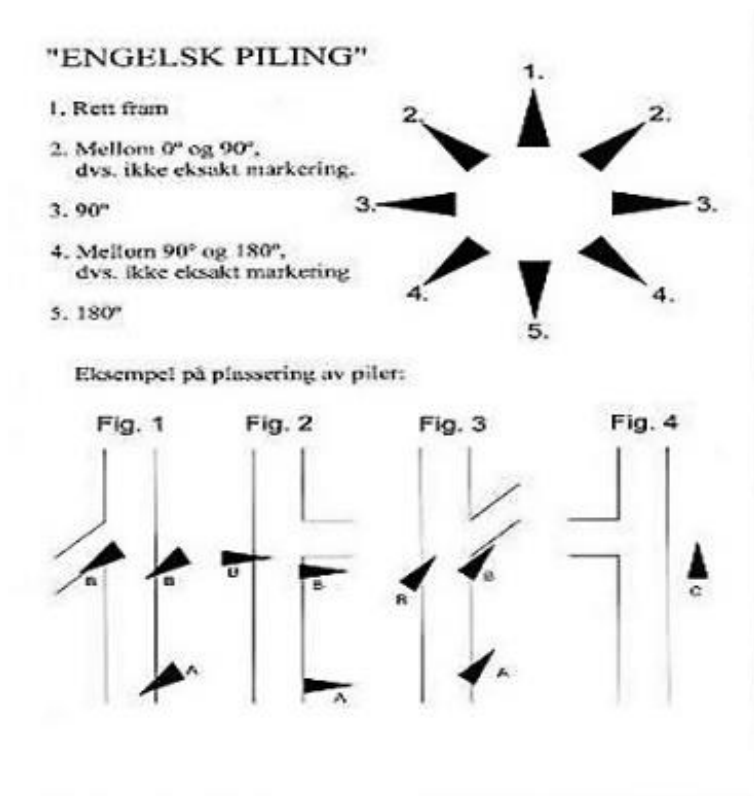 "ENGELSK PILING"
1. Rett fram
2. Mellom 0° og 90°,
dvs. ikke eksakt markering.
3. 90°
4. Mellom 90° og 180°,
dvs. ikke eksakt markering
5. 180°
1.
2.
2.
3.
3.
4.
4.
5.
Eksempel på plassering av piler:
Fig. 1
Fig. 2
Fig. 3
Fig. 4
B
B
A
B
B
A
B
B
A
C